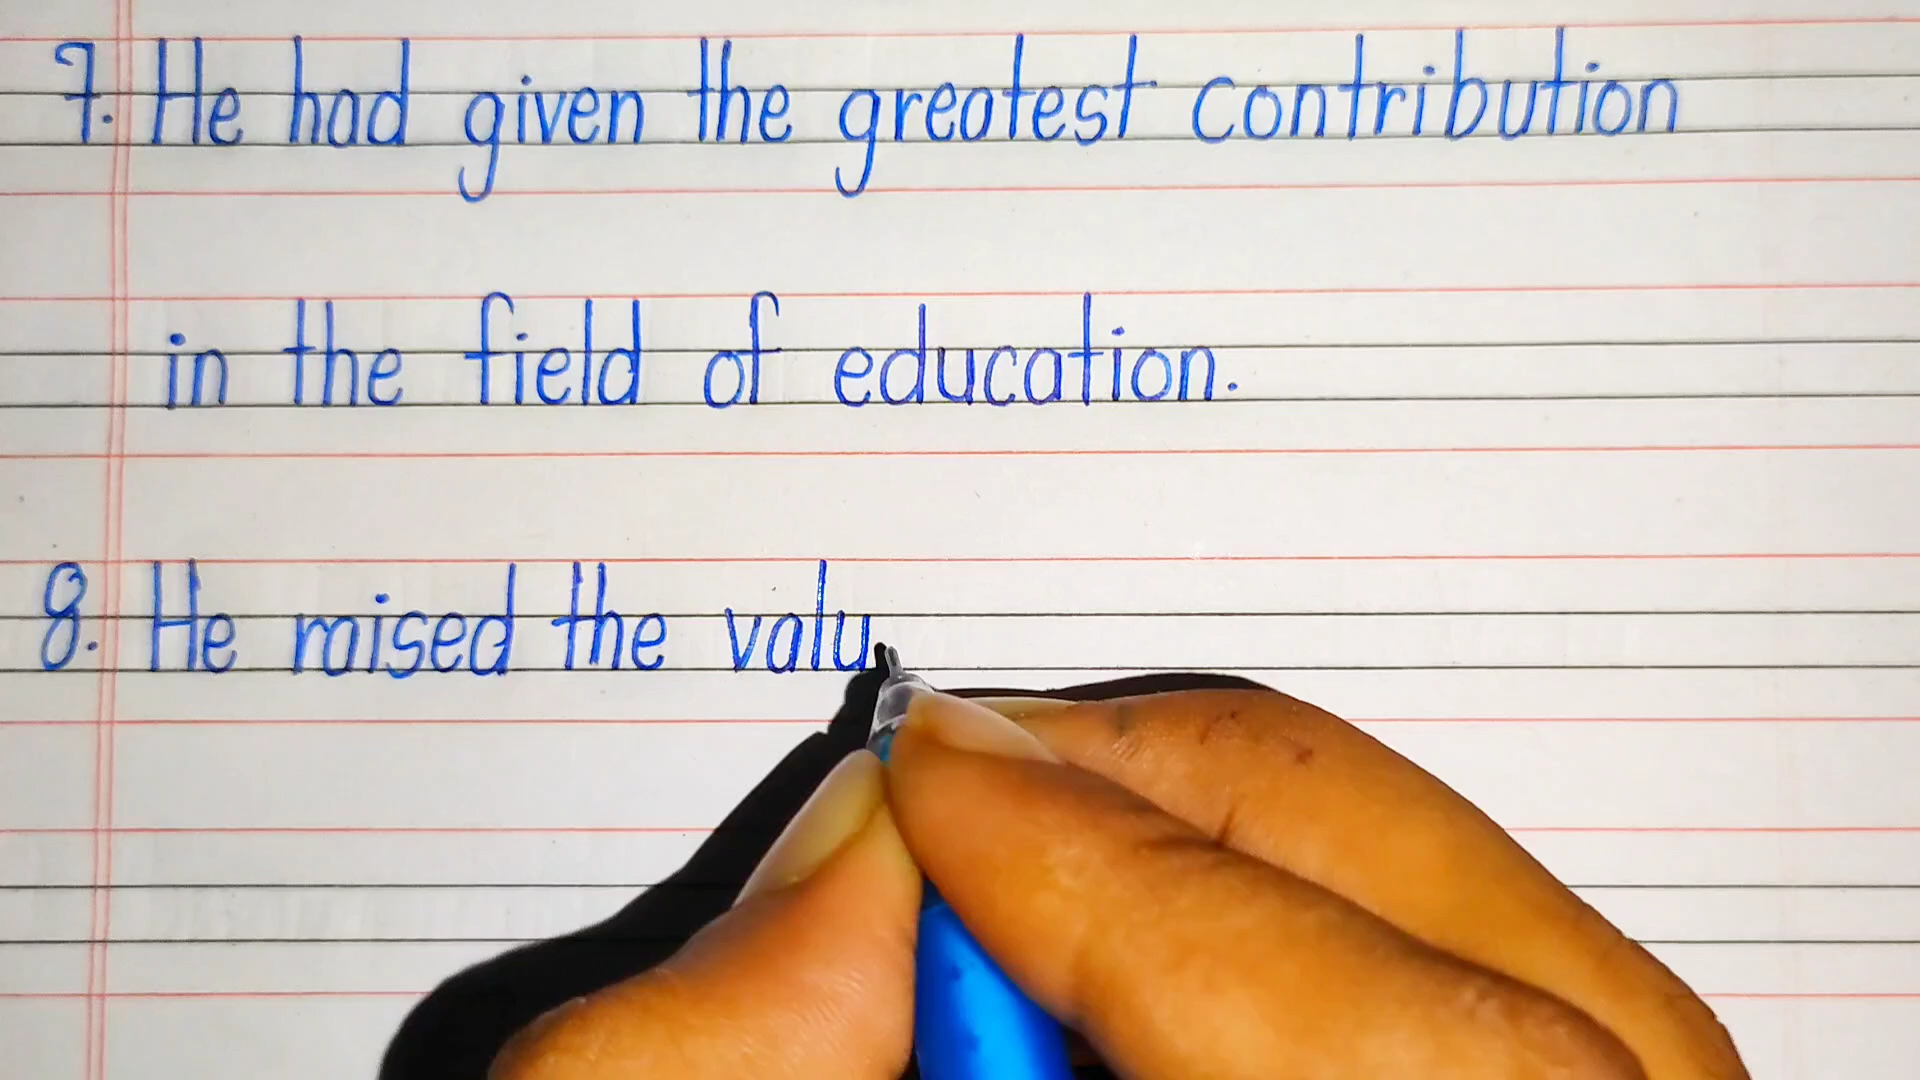 7. He had given the greatest contribution
in the field of education.
8. He raised the valu